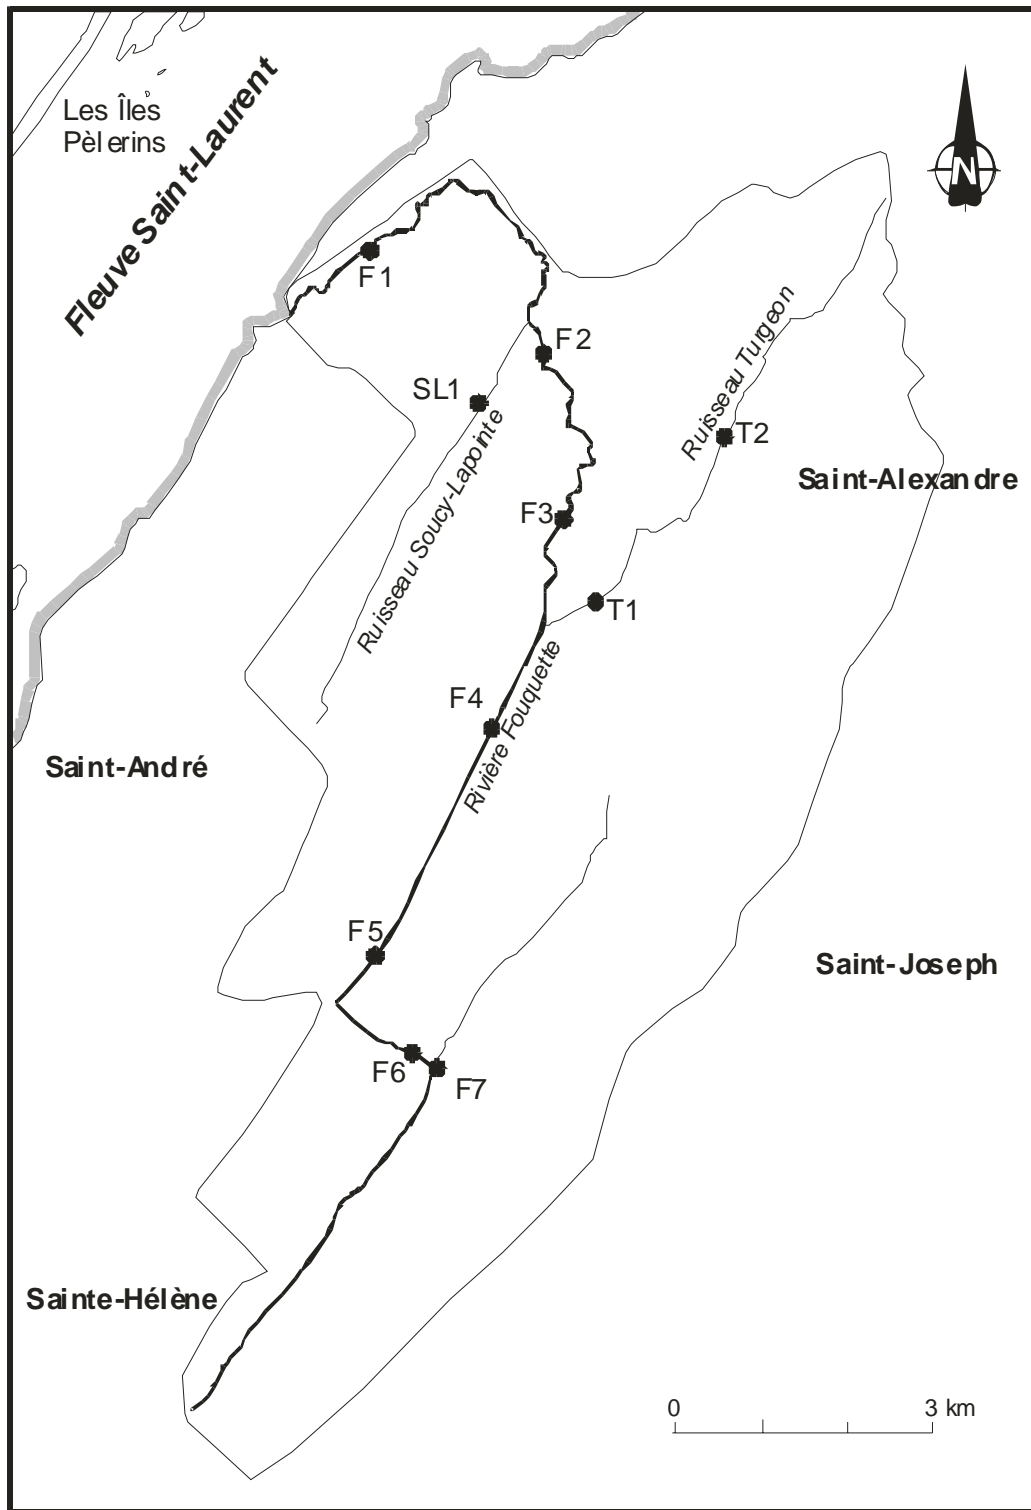 Les Îles
Pèlerins
Fleuve Saint-Laurent
N
F1
F2
Ruisseau Turgeon
SL1
T2
Ruisseau Soucy-Lapointe
Saint-Alexandre
F3
T1
Rivière Fouquette
F4
Saint-André
F5
Saint-Joseph
F6
F7
Sainte-Hélène
0 3 km